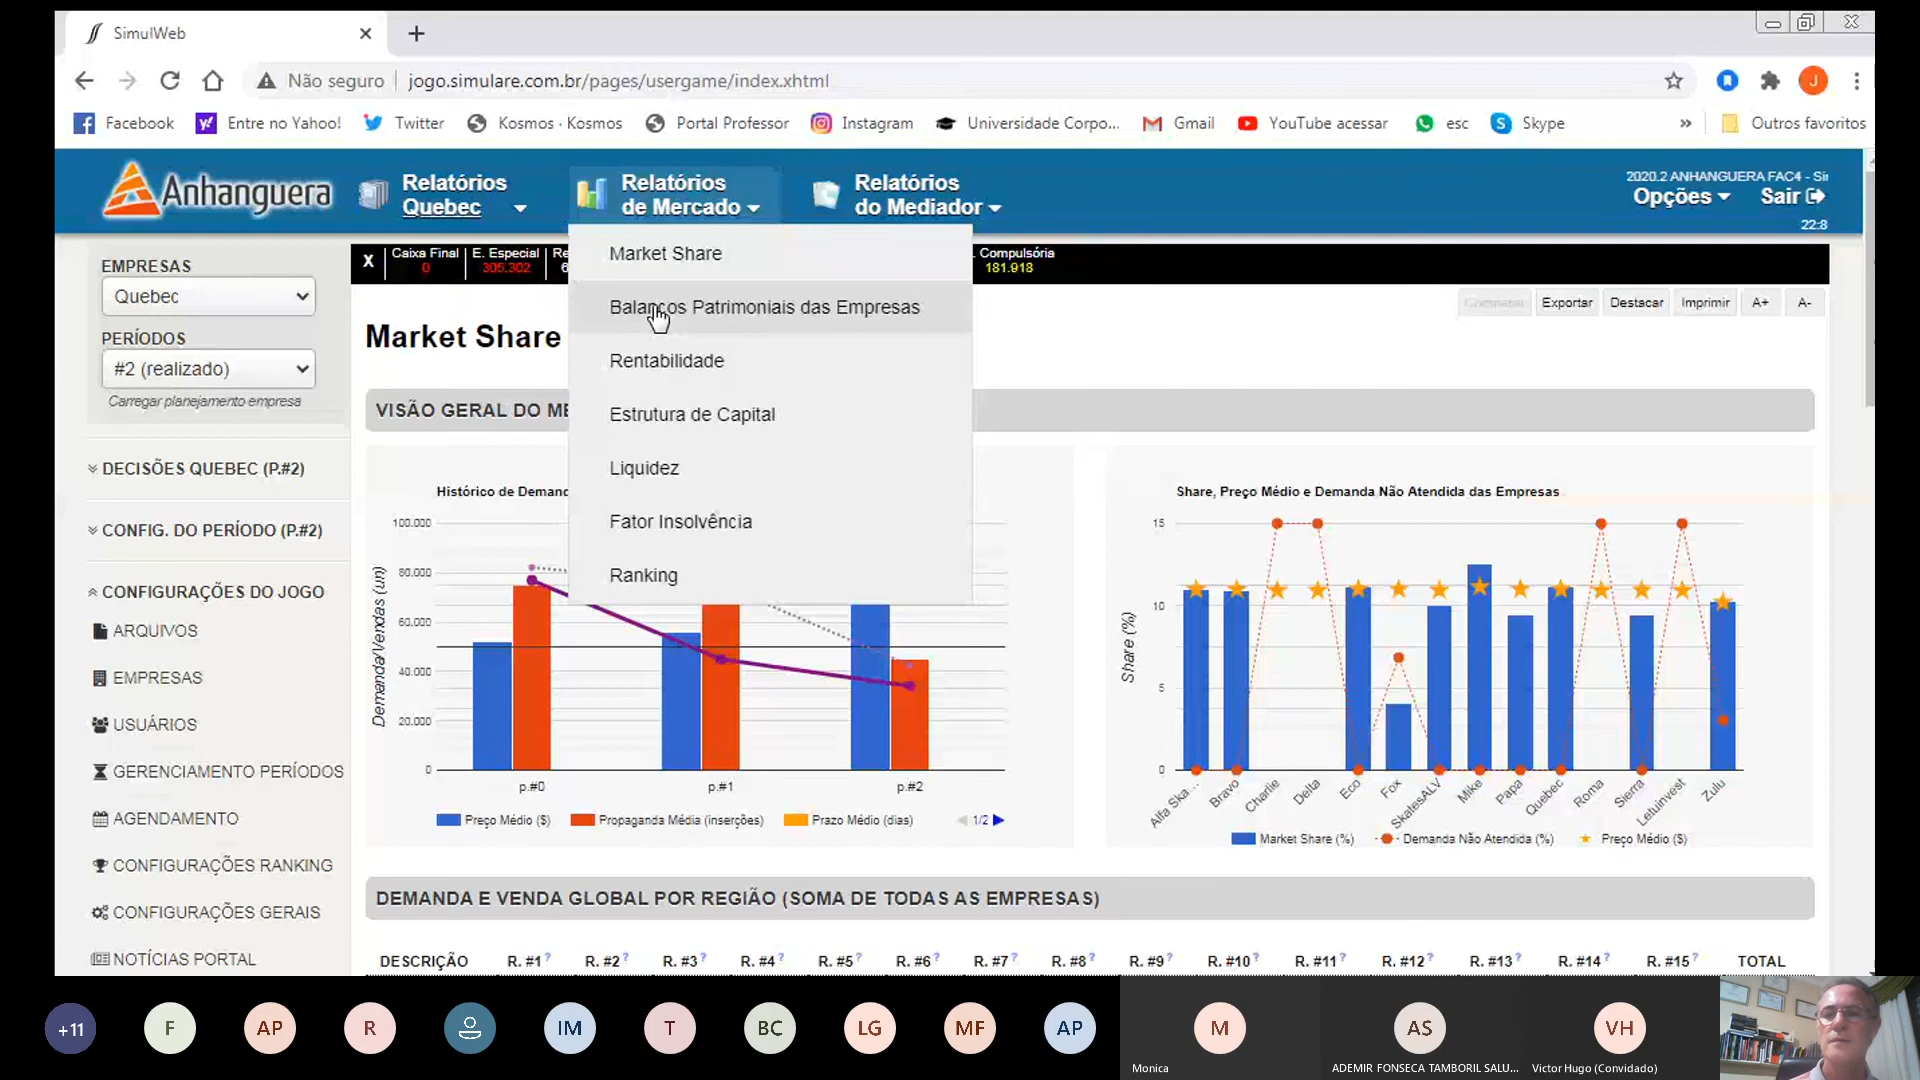 SimulWeb
Não seguro
jogo.simulare.com.br/pages/usergame/index.xhtml
Facebook
Entre no Yahoo!
Twitter
Kosmos · Kosmos
Portal Professor
Instagram
Universidade Corpo...
Gmail
YouTube acessar
esc
Skype
»
Outros favoritos
Anhanguera
Relatórios
Quebec
Relatórios
de Mercado
Relatórios
do Mediador
2020.2 ANHANGUERA FAC4 - Sir
Opções
Sair
22:8
EMPRESAS
Quebec
PERÍODOS
#2 (realizado)
Carregar planejamento empresa
DECISÕES QUEBEC (P.#2)
CONFIG. DO PERÍODO (P.#2)
CONFIGURAÇÕES DO JOGO
ARQUIVOS
EMPRESAS
USUÁRIOS
GERENCIAMENTO PERÍODOS
AGENDAMENTO
CONFIGURAÇÕES RANKING
CONFIGURAÇÕES GERAIS
NOTÍCIAS PORTAL
X
Caixa Final
0
E. Especial
305.302
Re
6
. Compulsória
181.918
Market Share
Balanços Patrimoniais das Empresas
Rentabilidade
Estrutura de Capital
Liquidez
Fator Insolvência
Ranking
Exportar
Destacar
Imprimir
A+
A-
Market Share
VISÃO GERAL DO ME
Histórico de Demand
Demanda/Vendas (un)
100.000
80.000
60.000
40.000
20.000
0
p.#0
p.#1
p.#2
Preço Médio ($)
Propaganda Média (inserções)
Prazo Médio (dias)
1/2
Share, Preço Médio e Demanda Não Atendida das Empresas
Share (%)
15
10
5
0
Alfa Ska...
Bravo
Charlie
Delta
Eco
Fox
SkatesALV
Mike
Papa
Quebec
Roma
Sierra
Letuinvest
Zulu
Market Share (%)
Demanda Não Atendida (%)
Preço Médio ($)
DEMANDA E VENDA GLOBAL POR REGIÃO (SOMA DE TODAS AS EMPRESAS)
DESCRIÇÃO R. #1? R. #2? R. #3? R. #4? R. #5? R. #6? R. #7? R. #8? R. #9? R. #10? R. #11? R. #12? R. #13? R. #14? R. #15? TOTAL
+11
F
AP
R
IM
T
BC
LG
MF
AP
M
AS
VH
J
Monica
ADEMIR FONSECA TAMBORIL SALU...
Victor Hugo (Convidado)